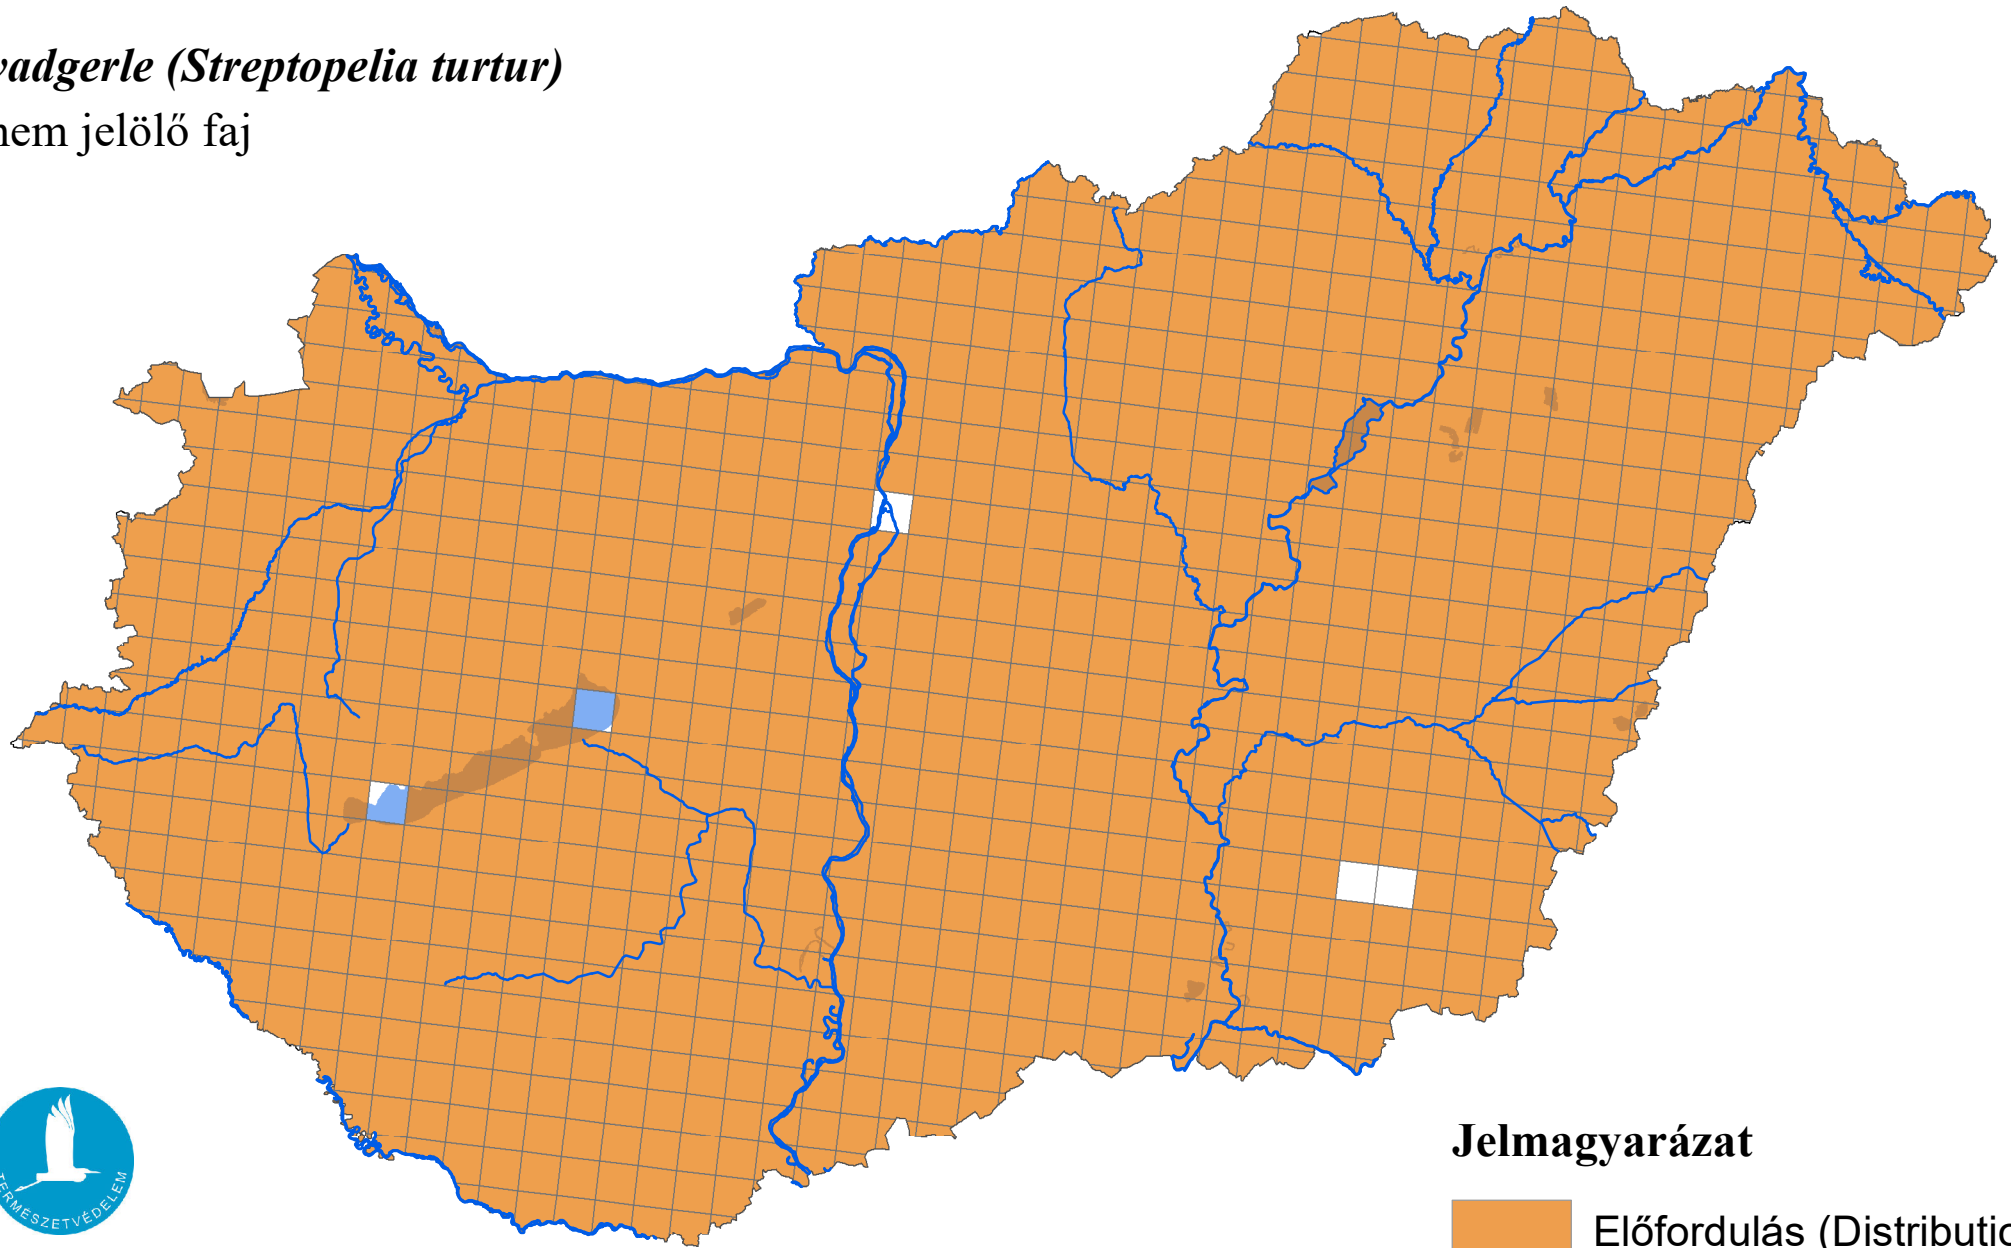 vadgerle (Streptopelia turtur)
nem jelölő faj
TERMÉSZETVÉDELEM
Jelmagyarázat
Előfordulás (Distributio